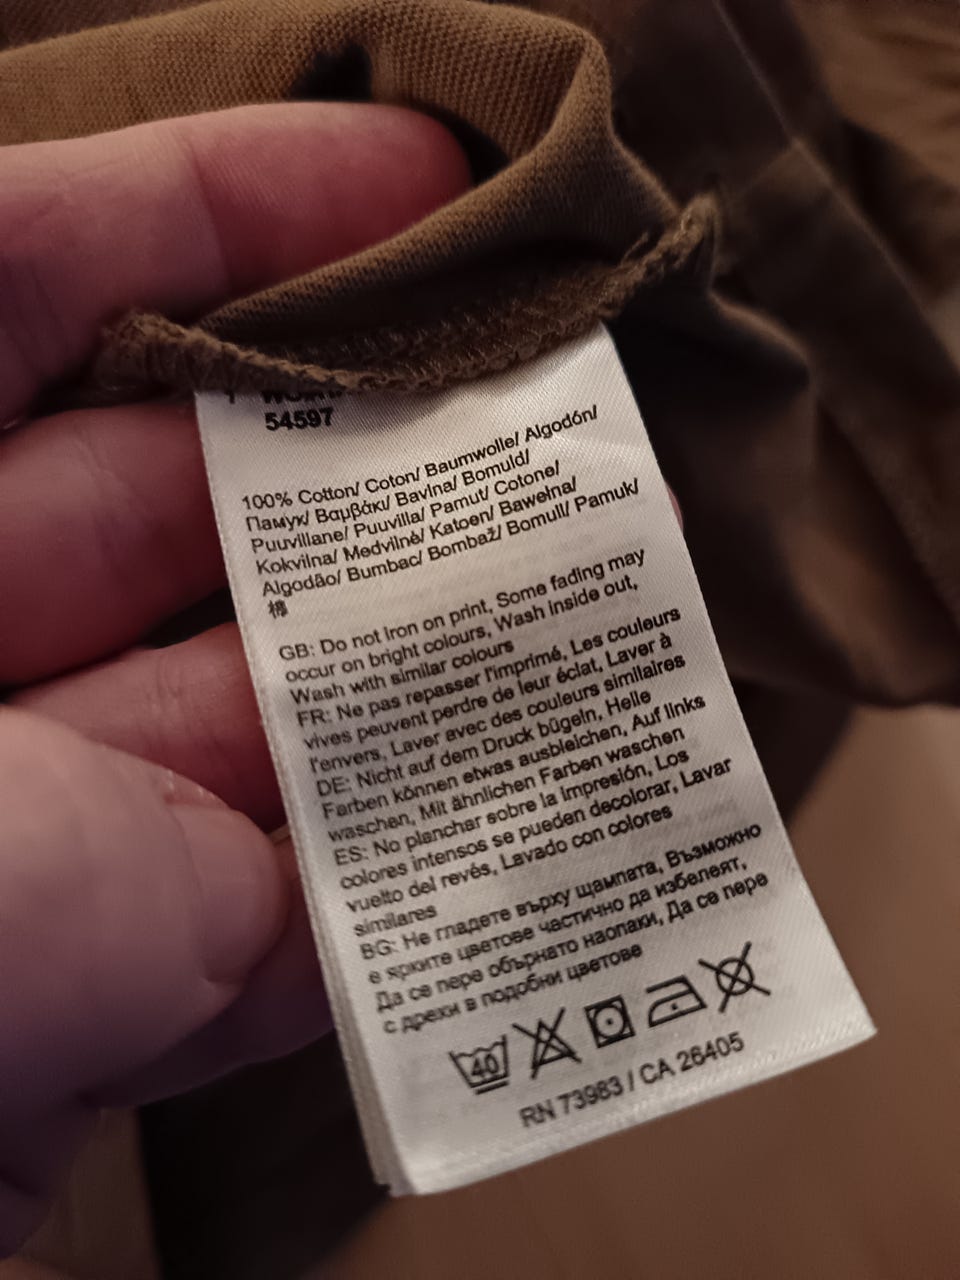 54597
100% Cotton/ Coton/ Baumwolle/ Algodón/
Памук/ Βαμβάκι/ Bavlna/ Bomuld/
Puuvillane/ Puuvilla/ Pamut/ Cotone/
Kokvilna/ Medvilnė/ Katoen/ Bawełna/
Algodão/ Bumbac/ Bombaž/ Bomull/ Pamuk/
棉
GB: Do not iron on print, Some fading may
occur on bright colours, Wash inside out,
Wash with similar colours
FR: Ne pas repasser l'imprimé, Les couleurs
vives peuvent perdre de leur éclat, Laver à
l'envers, Laver avec des couleurs similaires
DE: Nicht auf dem Druck bügeln, Helle
Farben können etwas ausbleichen, Auf links
waschen, Mit ähnlichen Farben waschen
ES: No planchar sobre la impresión, Los
colores intensos se pueden decolorar, Lavar
vuelto del revés, Lavado con colores
similares
BG: Не гладете върху щампата, Възможно
е ярките цветове частично да избелеят,
Да се пере обърнато наопаки, Да се пере
с дрехи в подобни цветове
40
RN 73983 / CA 26405